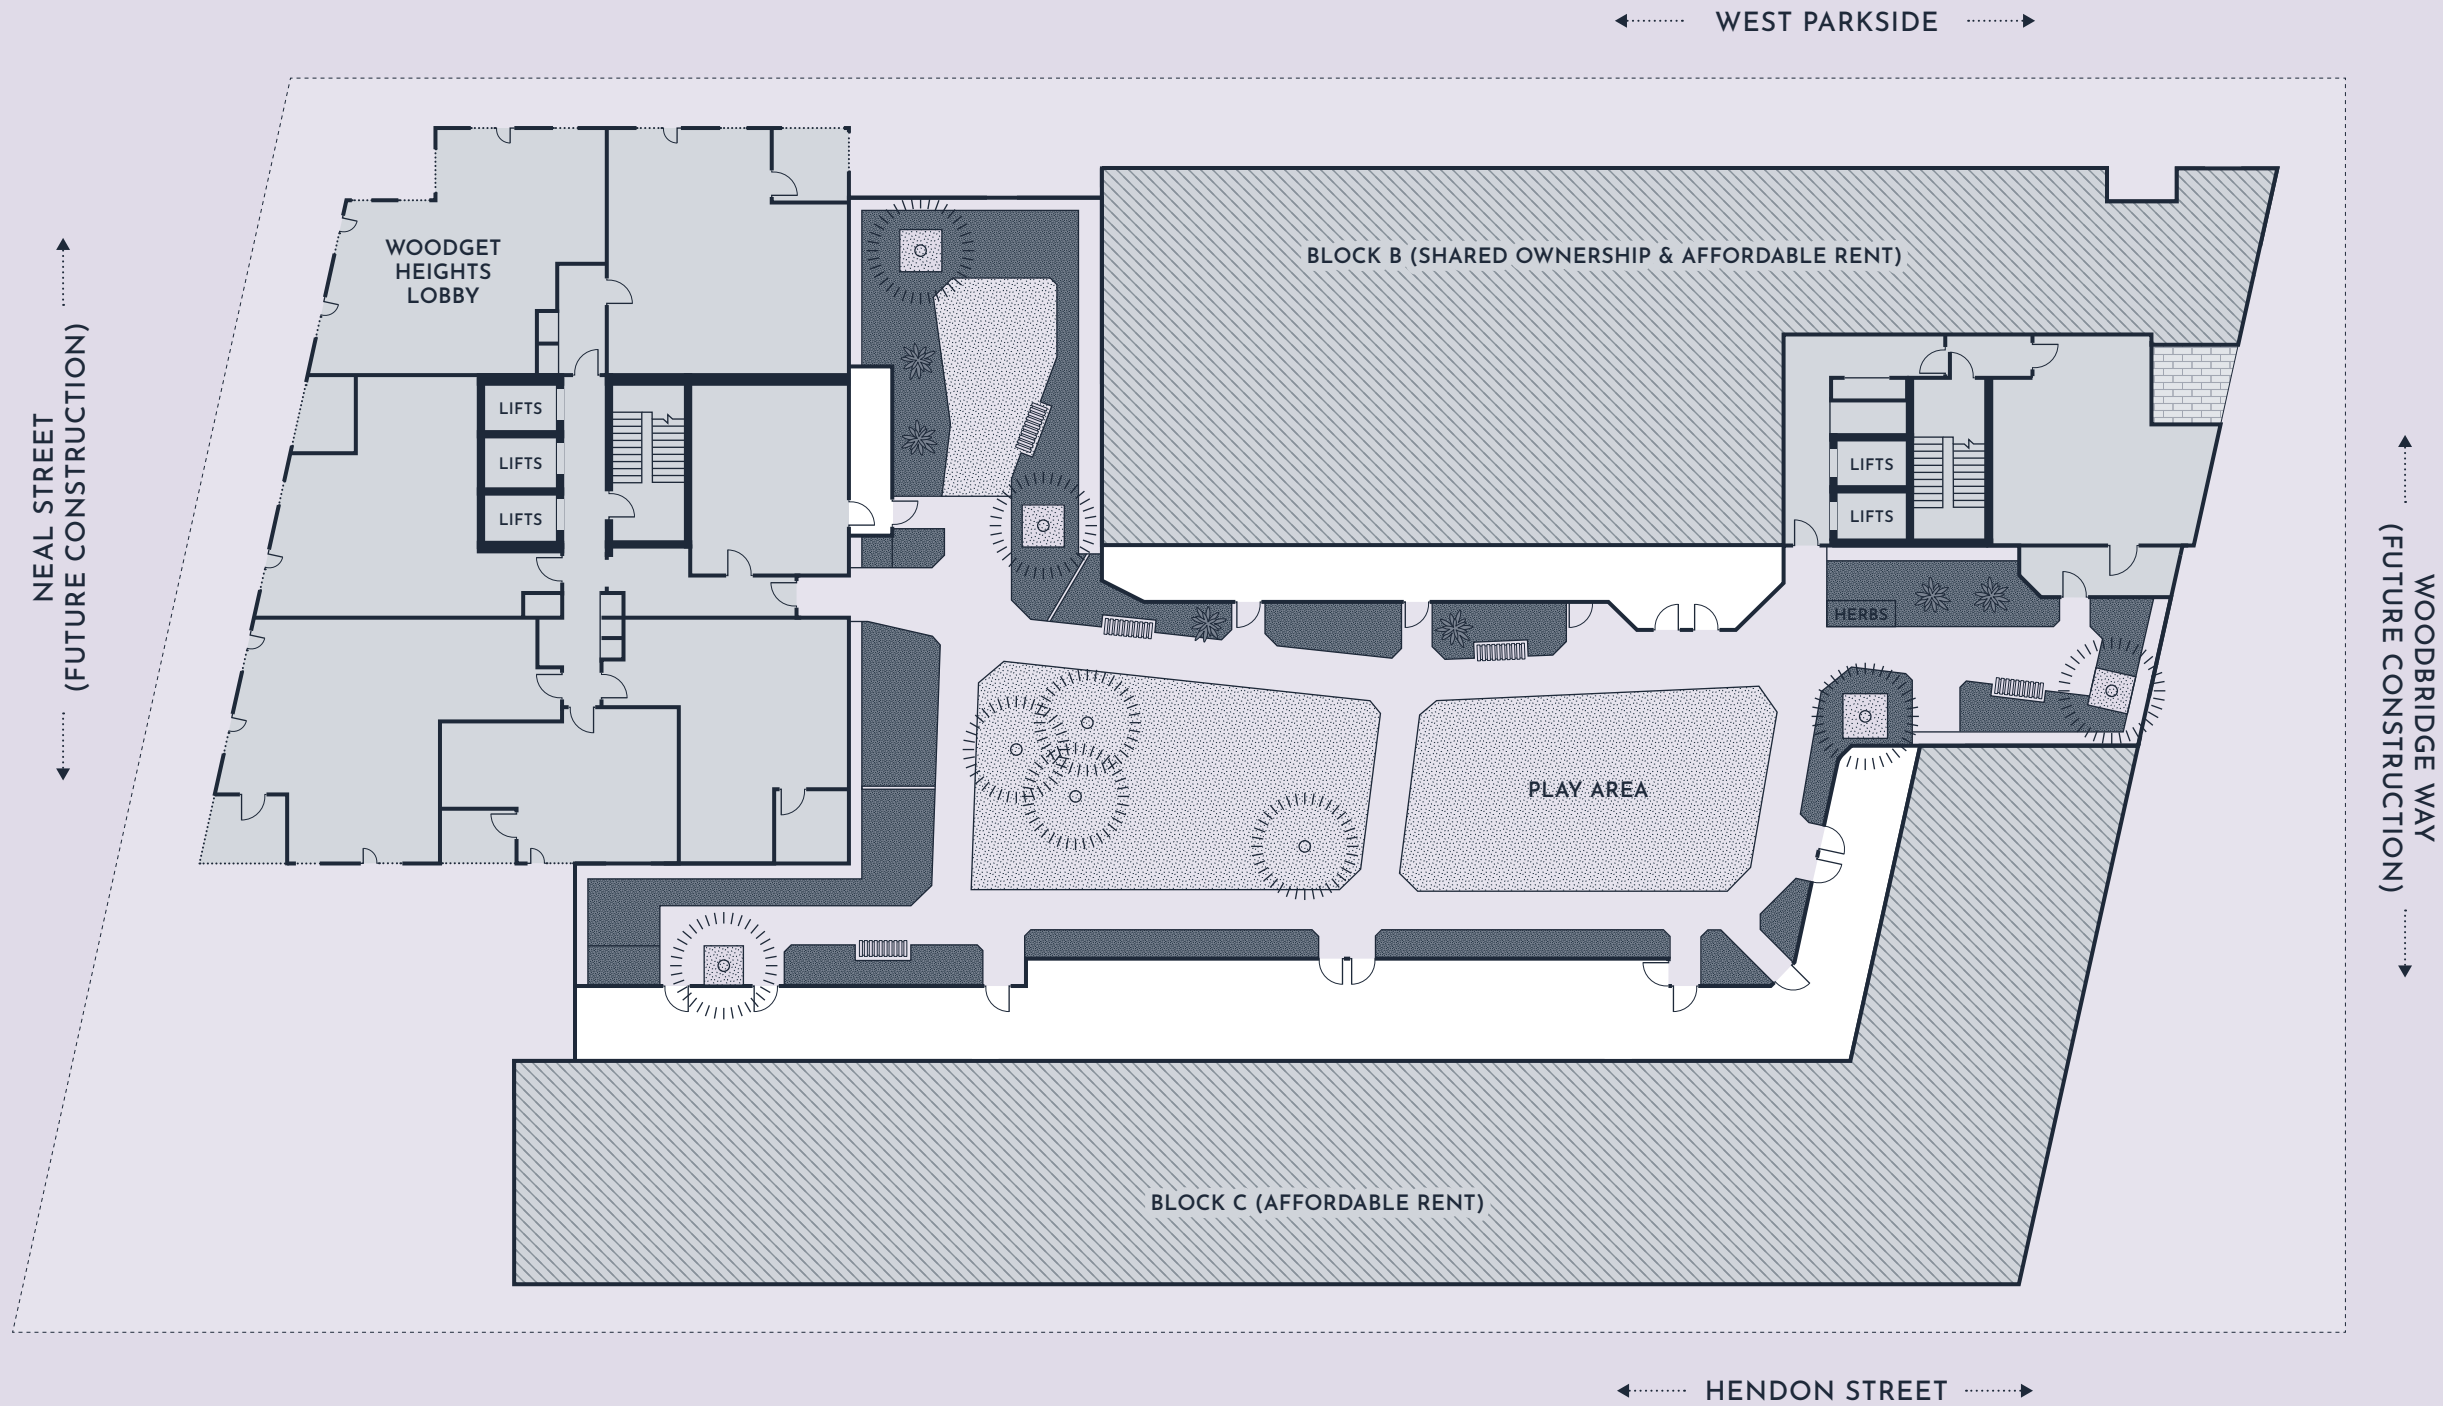 WEST PARKSIDE
WOODGET
HEIGHTS
LOBBY
BLOCK B (SHARED OWNERSHIP & AFFORDABLE RENT)
NEAL STREET
(FUTURE CONSTRUCTION)
LIFTS
LIFTS
LIFTS
LIFTS
LIFTS
HERBS
WOODBRIDGE WAY
(FUTURE CONSTRUCTION)
PLAY AREA
BLOCK C (AFFORDABLE RENT)
HENDON STREET